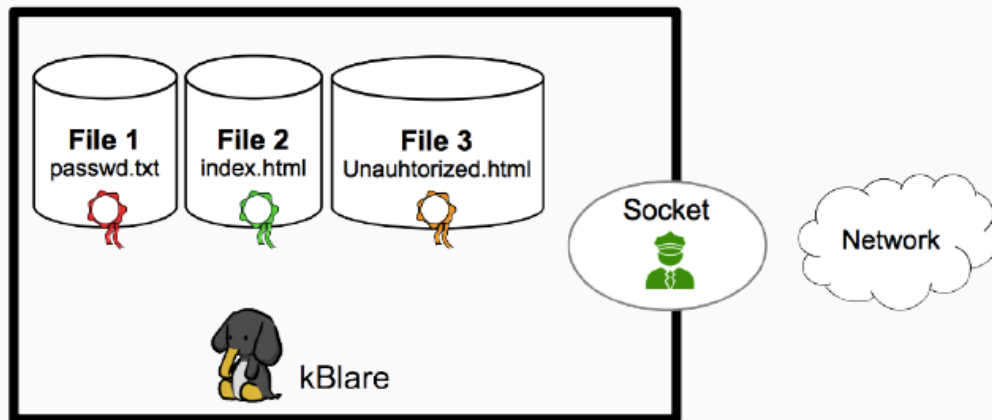 File 1
passwd.txt
File 2
index.html
File 3
Unauhtorized.html
Socket
Network
kBlare